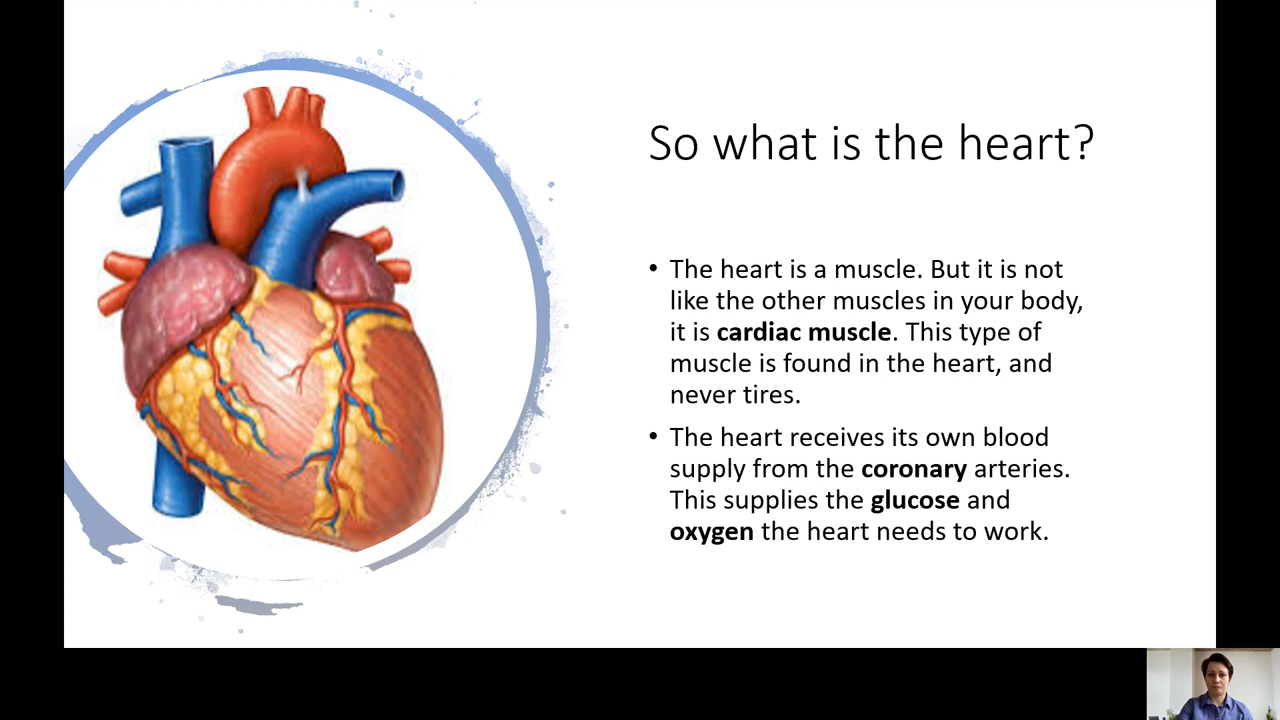 So what is the heart?
• The heart is a muscle. But it is not
like the other muscles in your body,
it is cardiac muscle. This type of
muscle is found in the heart, and
never tires.
• The heart receives its own blood
supply from the coronary arteries.
This supplies the glucose and
oxygen the heart needs to work.